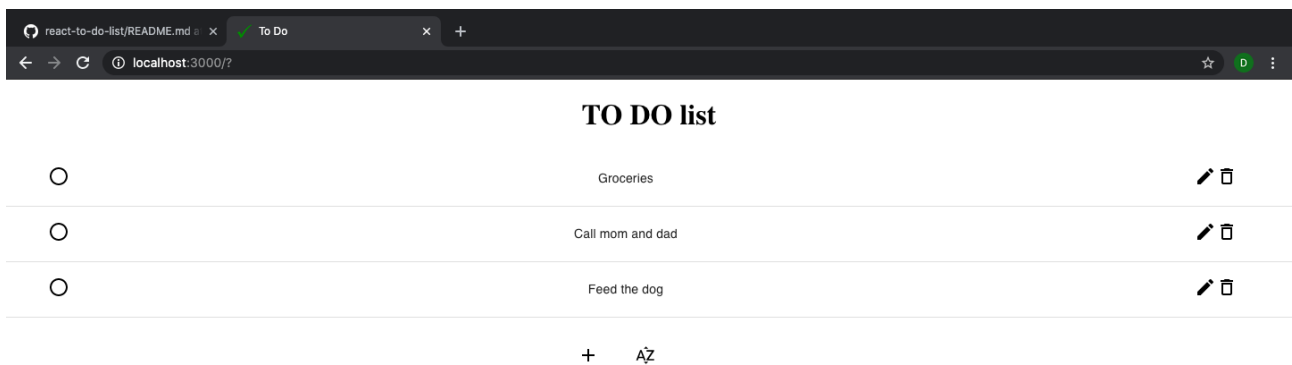 react-to-do-list/README.md a
To Do
localhost:3000/?
D
TO DO list
Groceries
Call mom and dad
Feed the dog
AZ